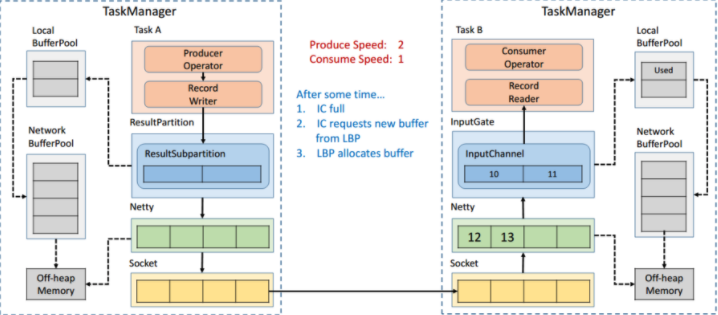 TaskManager
Local
BufferPool
Task A
Producer
Operator
Record
Writer
Network
BufferPool
ResultPartition
ResultSubpartition
Netty
Socket
Off-heap
Memory
Produce Speed: 2
Consume Speed: 1
After some time...
1. IC full
2. IC requests new buffer
from LBP
3. LBP allocates buffer
TaskManager
Task B
Consumer
Operator
Record
Reader
Local
BufferPool
Used
InputGate
InputChannel
10 11
Network
BufferPool
Netty
12 13
Socket
Off-heap
Memory